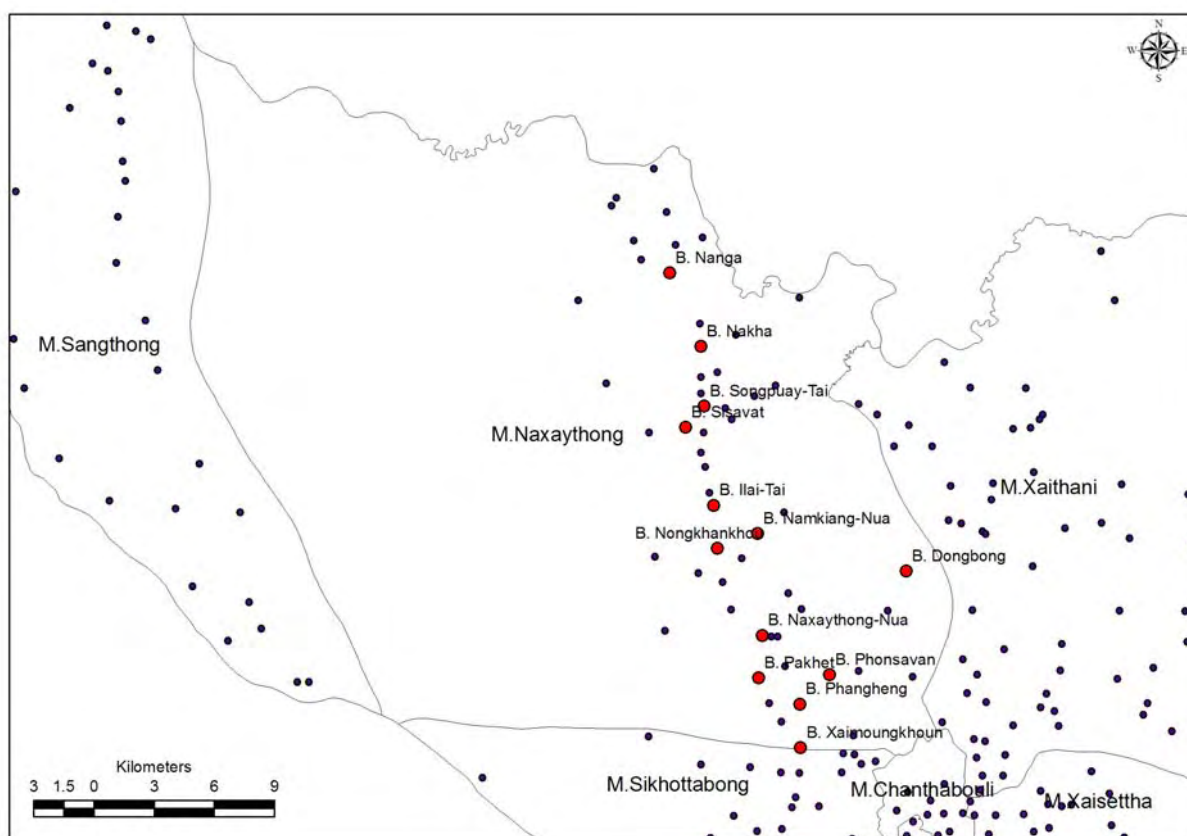 N
W E
S
B. Nanga
B. Nakha
M.Sangthong
B. Songpuay-Tai
B. Sisavat
M.Naxaythong
M.Xaithani
B. Ilai-Tai
B. Namkiang-Nua
B. Nongkhankho
B. Dongbong
B. Naxaythong-Nua
B. Pakhet
B. Phonsavan
B. Phangheng
B. Xaimoungkhoun
Kilometers
3 1.5 0 3 6 9
M.Sikhottabong
M.Chanthabouli
M.Xaisettha